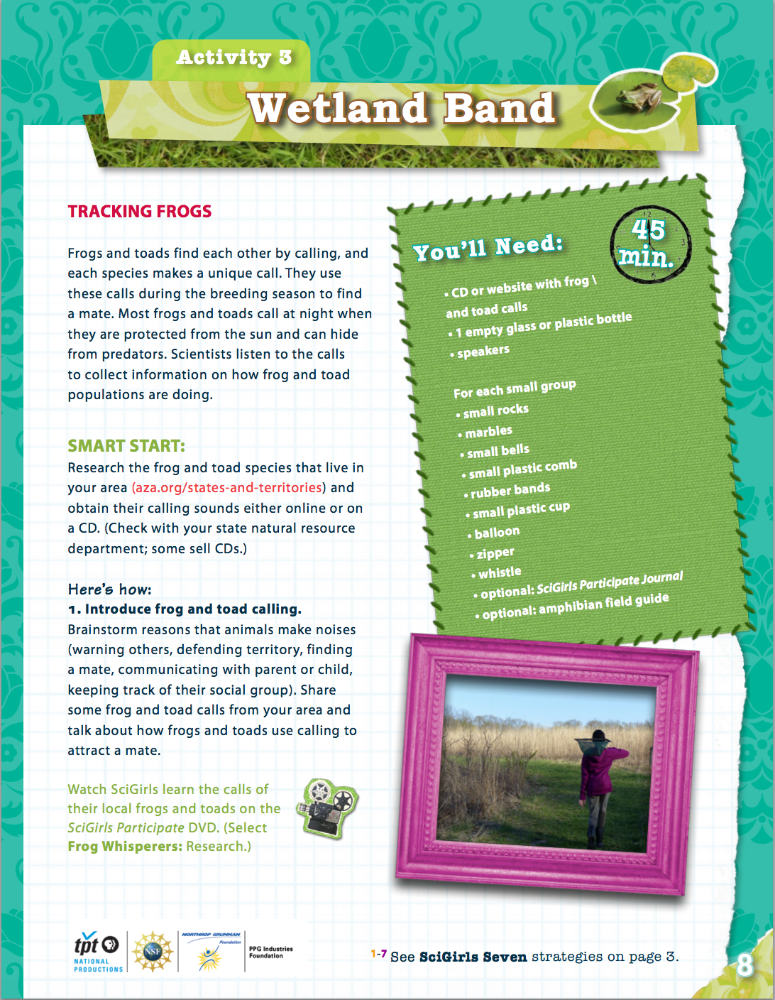 Activity 3
Wetland Band
TRACKING FROGS
Frogs and toads find each other by calling, and
each species makes a unique call. They use
these calls during the breeding season to find
a mate. Most frogs and toads call at night when
they are protected from the sun and can hide
from predators. Scientists listen to the calls
to collect information on how frog and toad
populations are doing.
SMART START:
Research the frog and toad species that live in
your area (aza.org/states-and-territories) and
obtain their calling sounds either online or on
a CD. (Check with your state natural resource
department; some sell CDs.)
Here's how:
1. Introduce frog and toad calling.
Brainstorm reasons that animals make noises
(warning others, defending territory, finding
a mate, communicating with parent or child,
keeping track of their social group). Share
some frog and toad calls from your area and
talk about how frogs and toads use calling to
attract a mate.
Watch SciGirls learn the calls of
their local frogs and toads on the
SciGirls Participate DVD. (Select
Frog Whisperers: Research.)
You'll Need:
12
3
6
45
min.
• CD or website with frog \
and toad calls
• 1 empty glass or plastic bottle
• speakers
For each small group
• small rocks
• marbles
• small bells
• small plastic comb
• rubber bands
• small plastic cup
• balloon
• zipper
• whistle
• optional: SciGirls Participate Journal
• optional: amphibian field guide
tpt PBS
NATIONAL
PRODUCTIONS
NSF
NORTHROP GRUMMAN
Foundation
PPG Industries
Foundation
1-7 See SciGirls Seven strategies on page 3.
8